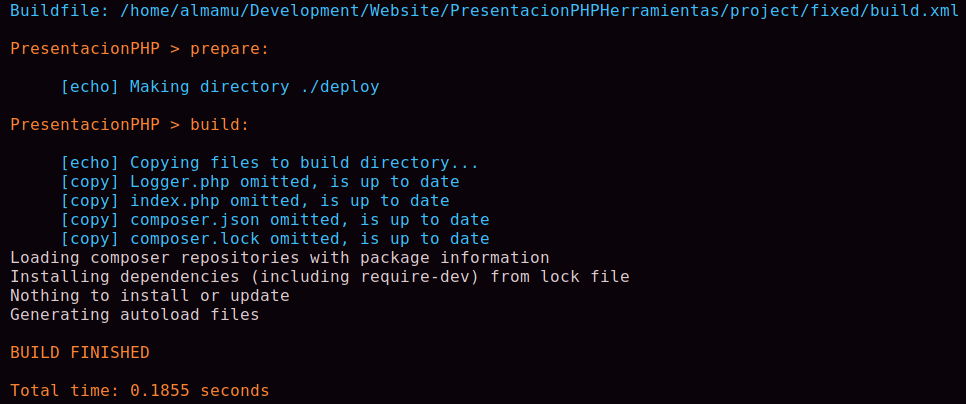 Buildfile: /home/almamu/Development/Website/PresentacionPHPHerramientas/project/fixed/build.xml
PresentacionPHP > prepare:
[echo] Making directory ./deploy
PresentacionPHP > build:
[echo] Copying files to build directory...
[copy] Logger.php omitted, is up to date
[copy] index.php omitted, is up to date
[copy] composer.json omitted, is up to date
[copy] composer.lock omitted, is up to date
Loading composer repositories with package information
Installing dependencies (including require-dev) from lock file
Nothing to install or update
Generating autoload files
BUILD FINISHED
Total time: 0.1855 seconds